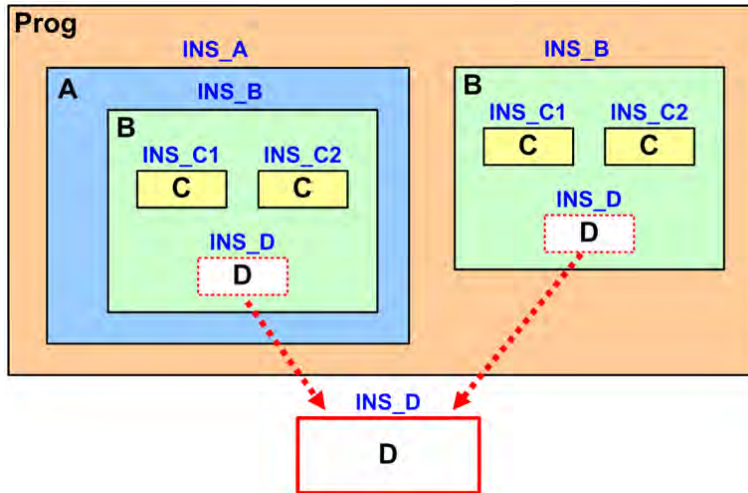 Prog
INS_A
INS_B
A
INS_B
B
B
INS_C1
INS_C2
C
C
INS_C1
INS_C2
C
C
INS_D
D
INS_D
D
INS_D
D